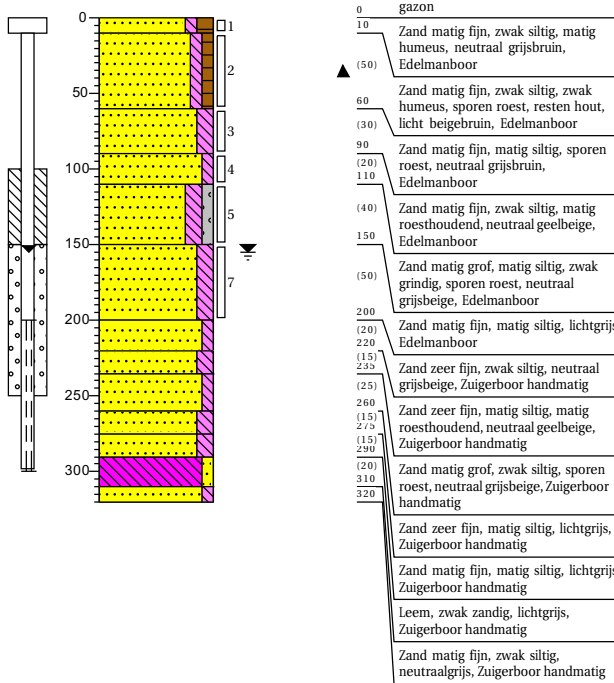 0
50
100
150
200
250
300
1
2
3
4
5
7
0
gazon
10
Zand matig fijn, zwak siltig, matig
humeus, neutraal grijsbruin,
Edelmanboor
(50)
60
Zand matig fijn, zwak siltig, zwak
humeus, sporen roest, resten hout,
licht beigebruin, Edelmanboor
(30)
90
Zand matig fijn, matig siltig, sporen
roest, neutraal grijsbruin,
Edelmanboor
(20)
110
Zand matig fijn, zwak siltig, matig
roesthoudend, neutraal geelbeige,
Edelmanboor
(40)
150
Zand matig grof, matig siltig, zwak
grindig, sporen roest, neutraal
grijsbeige, Edelmanboor
(50)
200
Zand matig fijn, matig siltig, lichtgrijs
Edelmanboor
(20)
220
Zand zeer fijn, zwak siltig, neutraal
grijsbeige, Zuigerboor handmatig
(15)
235
Zand zeer fijn, matig siltig, matig
roesthoudend, neutraal geelbeige,
Zuigerboor handmatig
(25)
260
Zand matig grof, zwak siltig, sporen
roest, neutraal grijsbeige, Zuigerboor
handmatig
(15)
275
Zand zeer fijn, matig siltig, lichtgrijs,
Zuigerboor handmatig
(15)
290
Zand matig fijn, matig siltig, lichtgrijs
Zuigerboor handmatig
(20)
310
Leem, zwak zandig, lichtgrijs,
Zuigerboor handmatig
320
Zand matig fijn, zwak siltig,
neutraalgrijs, Zuigerboor handmatig